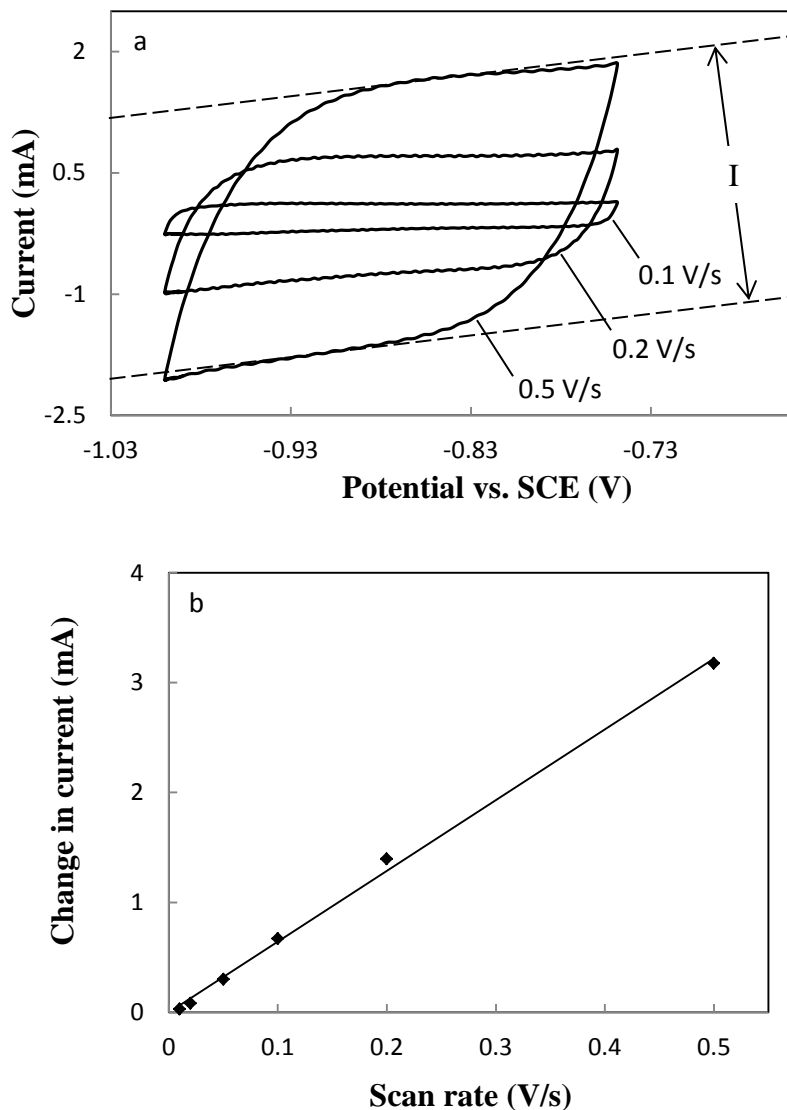 a
2
0.5
-1
-2.5
Current (mA)
I
0.1 V/s
0.2 V/s
0.5 V/s
-1.03 -0.93 -0.83 -0.73
Potential vs. SCE (V)
b
4
3
2
1
0
Change in current (mA)
0 0.1 0.2 0.3 0.4 0.5
Scan rate (V/s)